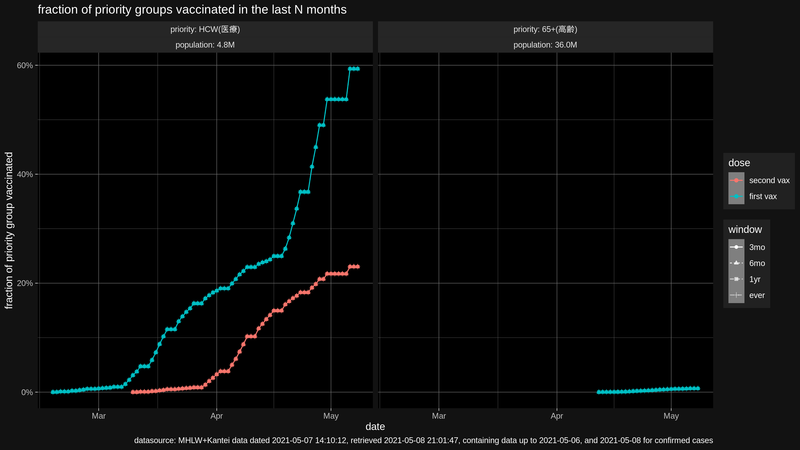 fraction of priority groups vaccinated in the last N months
priority: HCW(医療)
population: 4.8M
priority: 65+(高齢)
population: 36.0M
60%
40%
20%
0%
fraction of priority group vaccinated
Mar
Apr
May
Mar
Apr
May
date
dose
second vax
first vax
window
3mo
6mo
1yr
ever
datasource: MHLW+Kantei data dated 2021-05-07 14:10:12, retrieved 2021-05-08 21:01:47, containing data up to 2021-05-06, and 2021-05-08 for confirmed cases